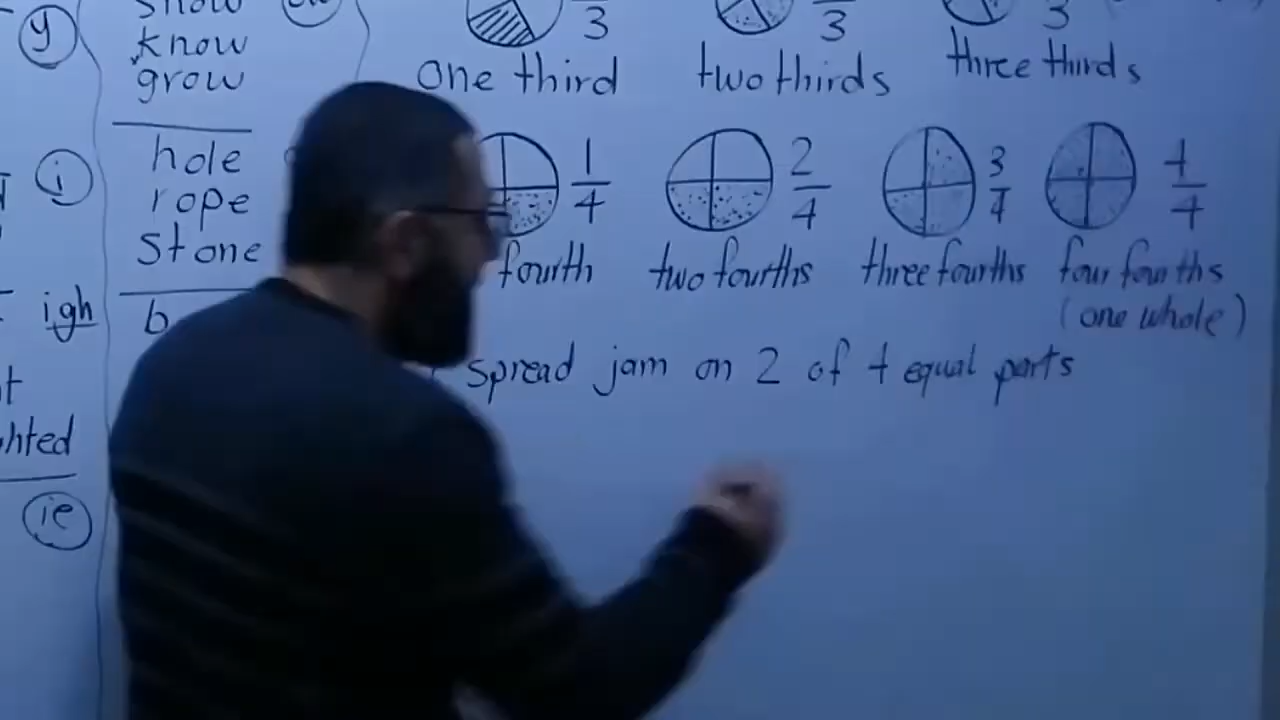 y
show
know
grow
i
hole
rope
stone
igh
b
hted
ie
3
3
3
one third
two thirds
three thirds
1/4
2/4
3/4
4/4
fourth
two fourths
three fourths
four fourths
(one whole)
spread jam on 2 of 4 equal parts